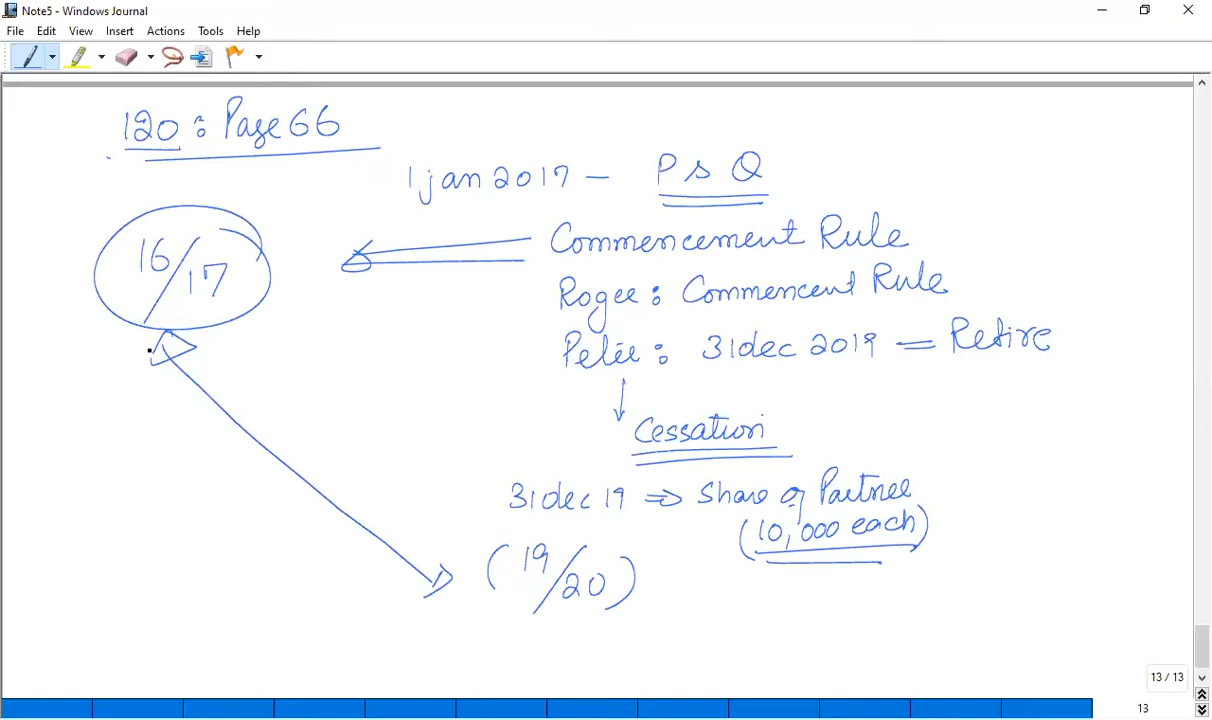 Note5 - Windows Journal
File Edit View Insert Actions Tools Help
120 : Page 66
1 jan 2017 - P s Q
16/17
Commencement Rule
Rogee : Commencent Rule
Pelée : 31 dec 2019 = Retire
Cessation
31 dec 19 ⇒ Share of Partnee
(10,000 each)
(19/20)
13 / 13
13